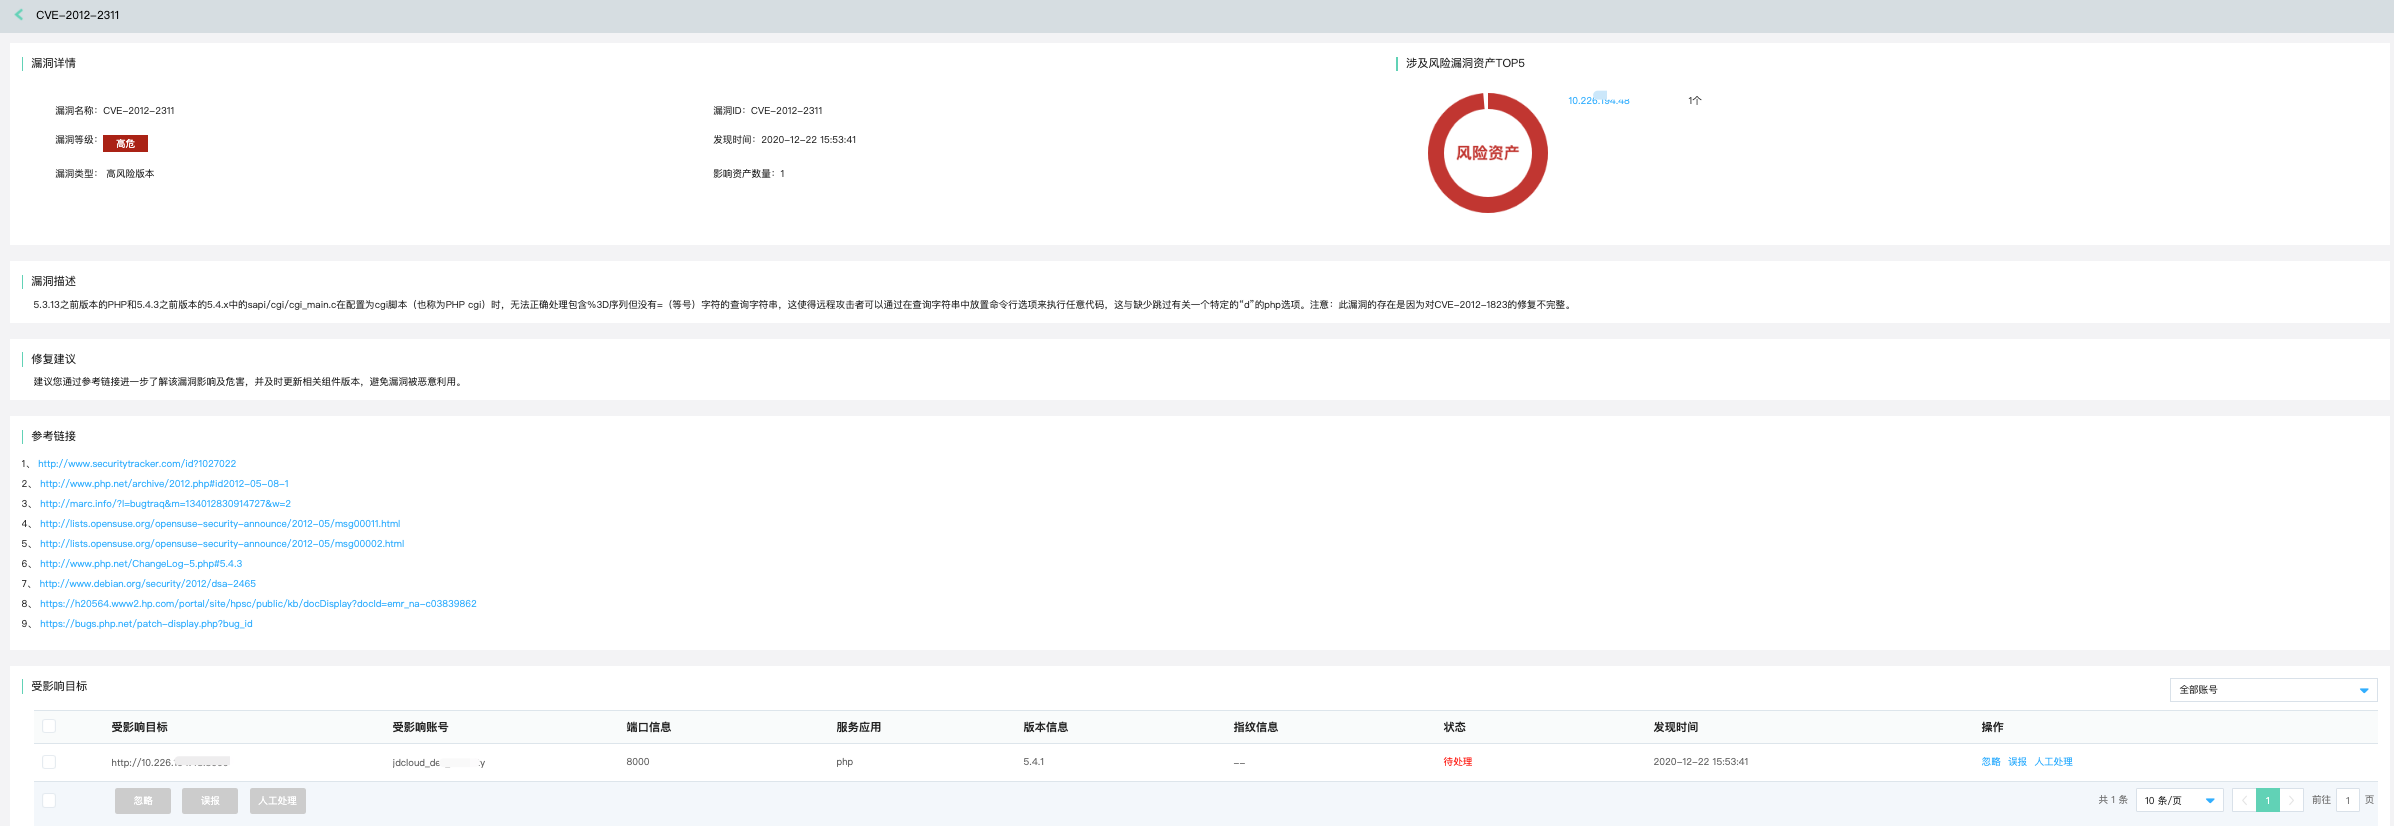 CVE-2012-2311
漏洞详情
漏洞名称：CVE-2012-2311
漏洞ID：CVE-2012-2311
漏洞等级： 高危
发现时间：2020-12-22 15:53:41
漏洞类型： 高风险版本
影响资产数量：1
涉及风险漏洞资产TOP5
风险资产
1个
漏洞描述
5.3.13之前版本的PHP和5.4.3之前版本的5.4.x中的sapi/cgi/cgi_main.c在配置为cgi脚本（也称为PHP cgi）时，无法正确处理包含%3D序列但没有=（等号）字符的查询字符串，这使得远程攻击者可以通过在查询字符串中放置命令行选项来执行任意代码，这与缺少跳过有关一个特定的“d”的php选项。注意：此漏洞的存在是因为对CVE-2012-1823的修复不完整。
修复建议
建议您通过参考链接进一步了解该漏洞影响及危害，并及时更新相关组件版本，避免漏洞被恶意利用。
参考链接
1、 http://www.securitytracker.com/id?1027022
2、 http://www.php.net/archive/2012.php#id2012-05-08-1
3、 http://marc.info/?l=bugtraq&m=134012830914727&w=2
4、 http://lists.opensuse.org/opensuse-security-announce/2012-05/msg00011.html
5、 http://lists.opensuse.org/opensuse-security-announce/2012-05/msg00002.html
6、 http://www.php.net/ChangeLog-5.php#5.4.3
7、 http://www.debian.org/security/2012/dsa-2465
8、 https://h20564.www2.hp.com/portal/site/hpsc/public/kb/docDisplay?docId=emr_na-c03839862
9、 https://bugs.php.net/patch-display.php?bug_id
受影响目标
全部账号
受影响目标 受影响账号 端口信息 服务应用 版本信息 指纹信息 状态 发现时间 操作
http://10.226. jdcloud_de y 8000 php 5.4.1 -- 待处理 2020-12-22 15:53:41 忽略 误报 人工处理
忽略 误报 人工处理 共 1 条 10 条/页 1 前往 1 页